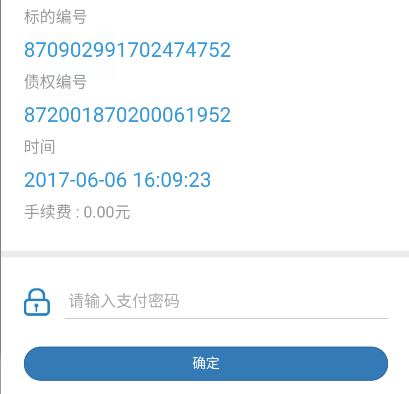 标的编号
870902991702474752
债权编号
872001870200061952
时间
2017-06-06 16:09:23
手续费 : 0.00元
请输入支付密码
确定